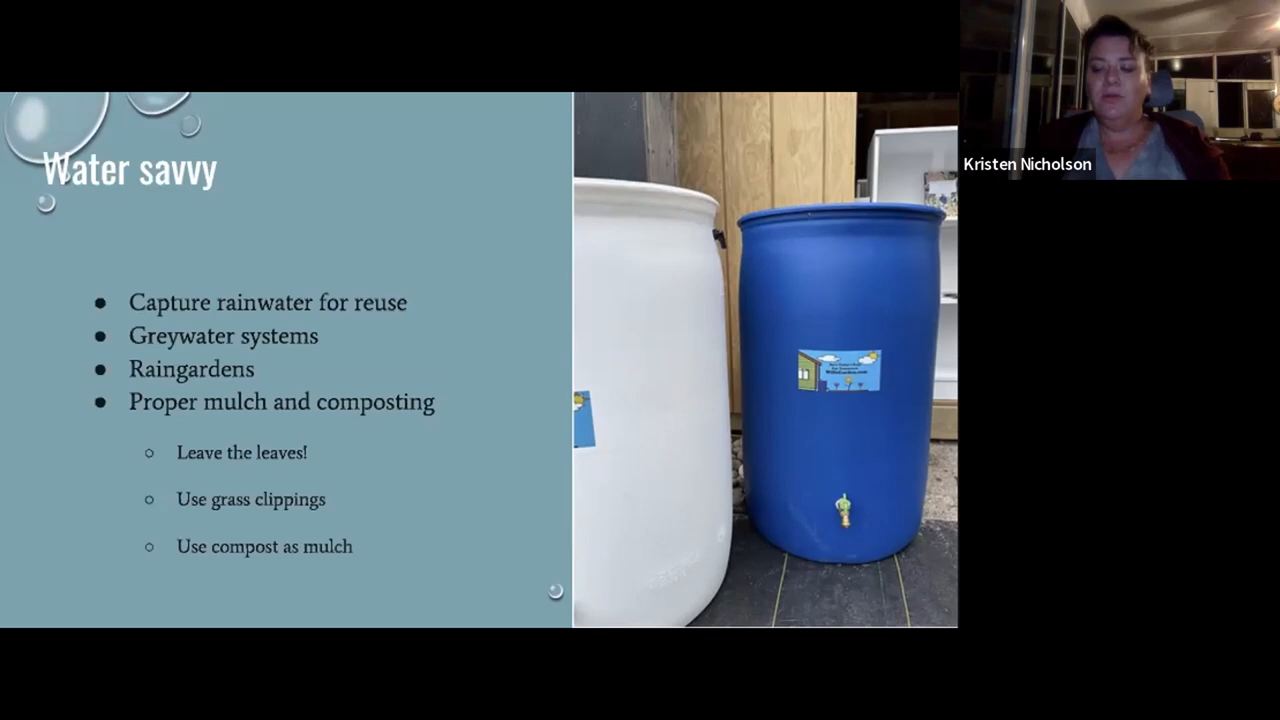 Water savvy
● Capture rainwater for reuse
● Greywater systems
● Raingardens
● Proper mulch and composting
○ Leave the leaves!
○ Use grass clippings
○ Use compost as mulch
Kristen Nicholson